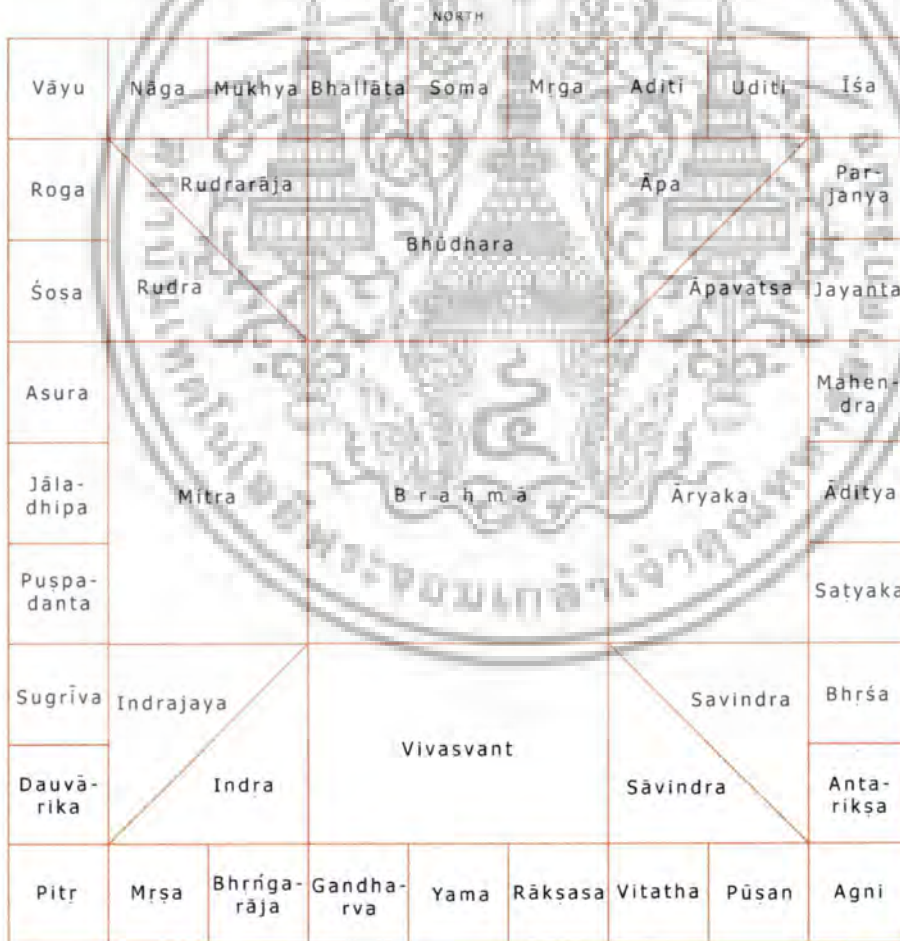 NORTH
Vāyu Nāga Mukhya Bhallāṭa Soma Mṛga Aditi Uditi Īśa
Roga Rudrarāja Āpa Par-
janya
Bhūdhara
Śoṣa Rudra Āpavatsa Jayanta
Asura Mahen-
dra
Jāla-
dhipa Mitra Brahmā Āryaka Āditya
Puṣpa-
danta Satyaka
Sugrīva Indrajaya Savindra Bhṛśa
Vivasvant
Dauvā-
rika Indra Sāvindra Anta-
rikṣa
Pitṛ Mṛṣa Bhṛṅga-
rāja Gandha-
rva Yama Rākṣasa Vitatha Pūṣan Agni